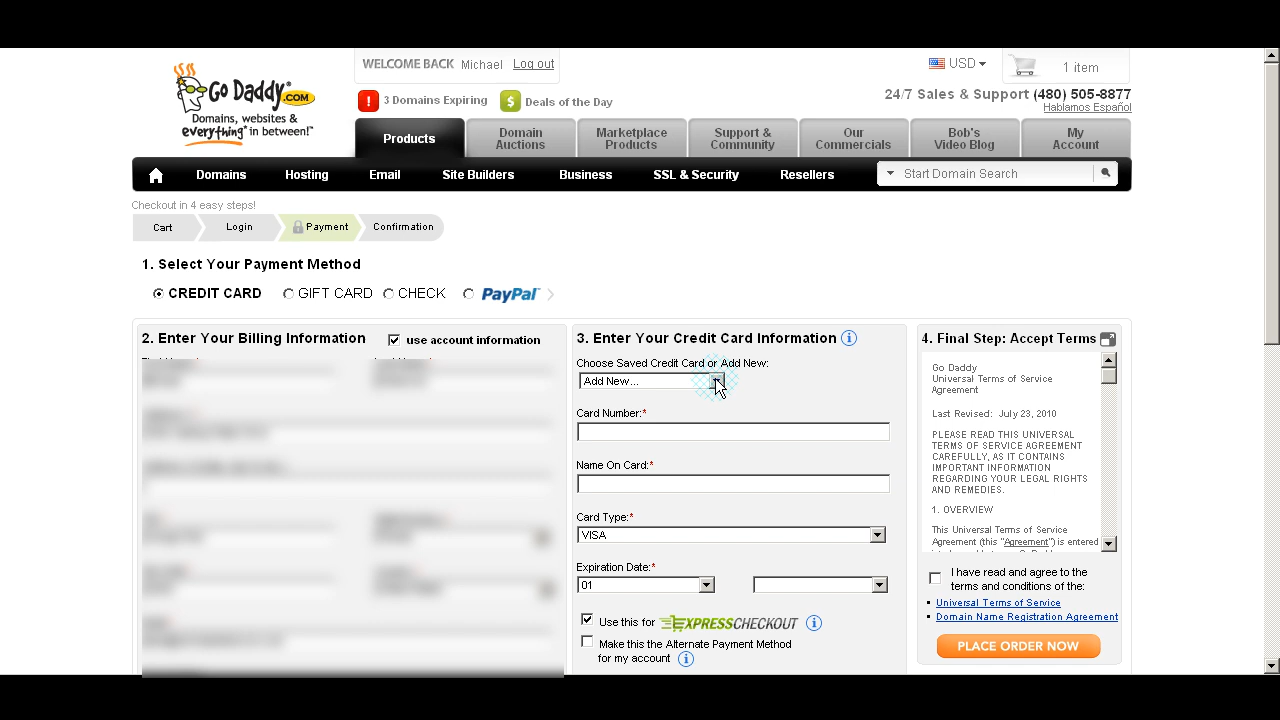 WELCOME BACK Michael Log out
USD
1 item
Go Daddy.COM
Domains, websites &
everything* in between!™
3 Domains Expiring
$ Deals of the Day
24/7 Sales & Support (480) 505-8877
Hablamos Español
Products
Domain Auctions
Marketplace Products
Support & Community
Our Commercials
Bob's Video Blog
My Account
Domains Hosting Email Site Builders Business SSL & Security Resellers
Start Domain Search
Checkout in 4 easy steps!
Cart Login Payment Confirmation
1. Select Your Payment Method
CREDIT CARD GIFT CARD CHECK PayPal
2. Enter Your Billing Information
use account information
3. Enter Your Credit Card Information
Choose Saved Credit Card or Add New:
Add New...
Card Number:*
Name On Card:*
Card Type:*
VISA
Expiration Date:*
01
Use this for EXPRESSCHECKOUT
Make this the Alternate Payment Method
for my account
4. Final Step: Accept Terms
Go Daddy
Universal Terms of Service
Agreement
Last Revised: July 23, 2010
PLEASE READ THIS UNIVERSAL
TERMS OF SERVICE AGREEMENT
CAREFULLY, AS IT CONTAINS
IMPORTANT INFORMATION
REGARDING YOUR LEGAL RIGHTS
AND REMEDIES.
1. OVERVIEW
This Universal Terms of Service
Agreement (this "Agreement") is entered
I have read and agree to the
terms and conditions of the:
Universal Terms of Service
Domain Name Registration Agreement
PLACE ORDER NOW